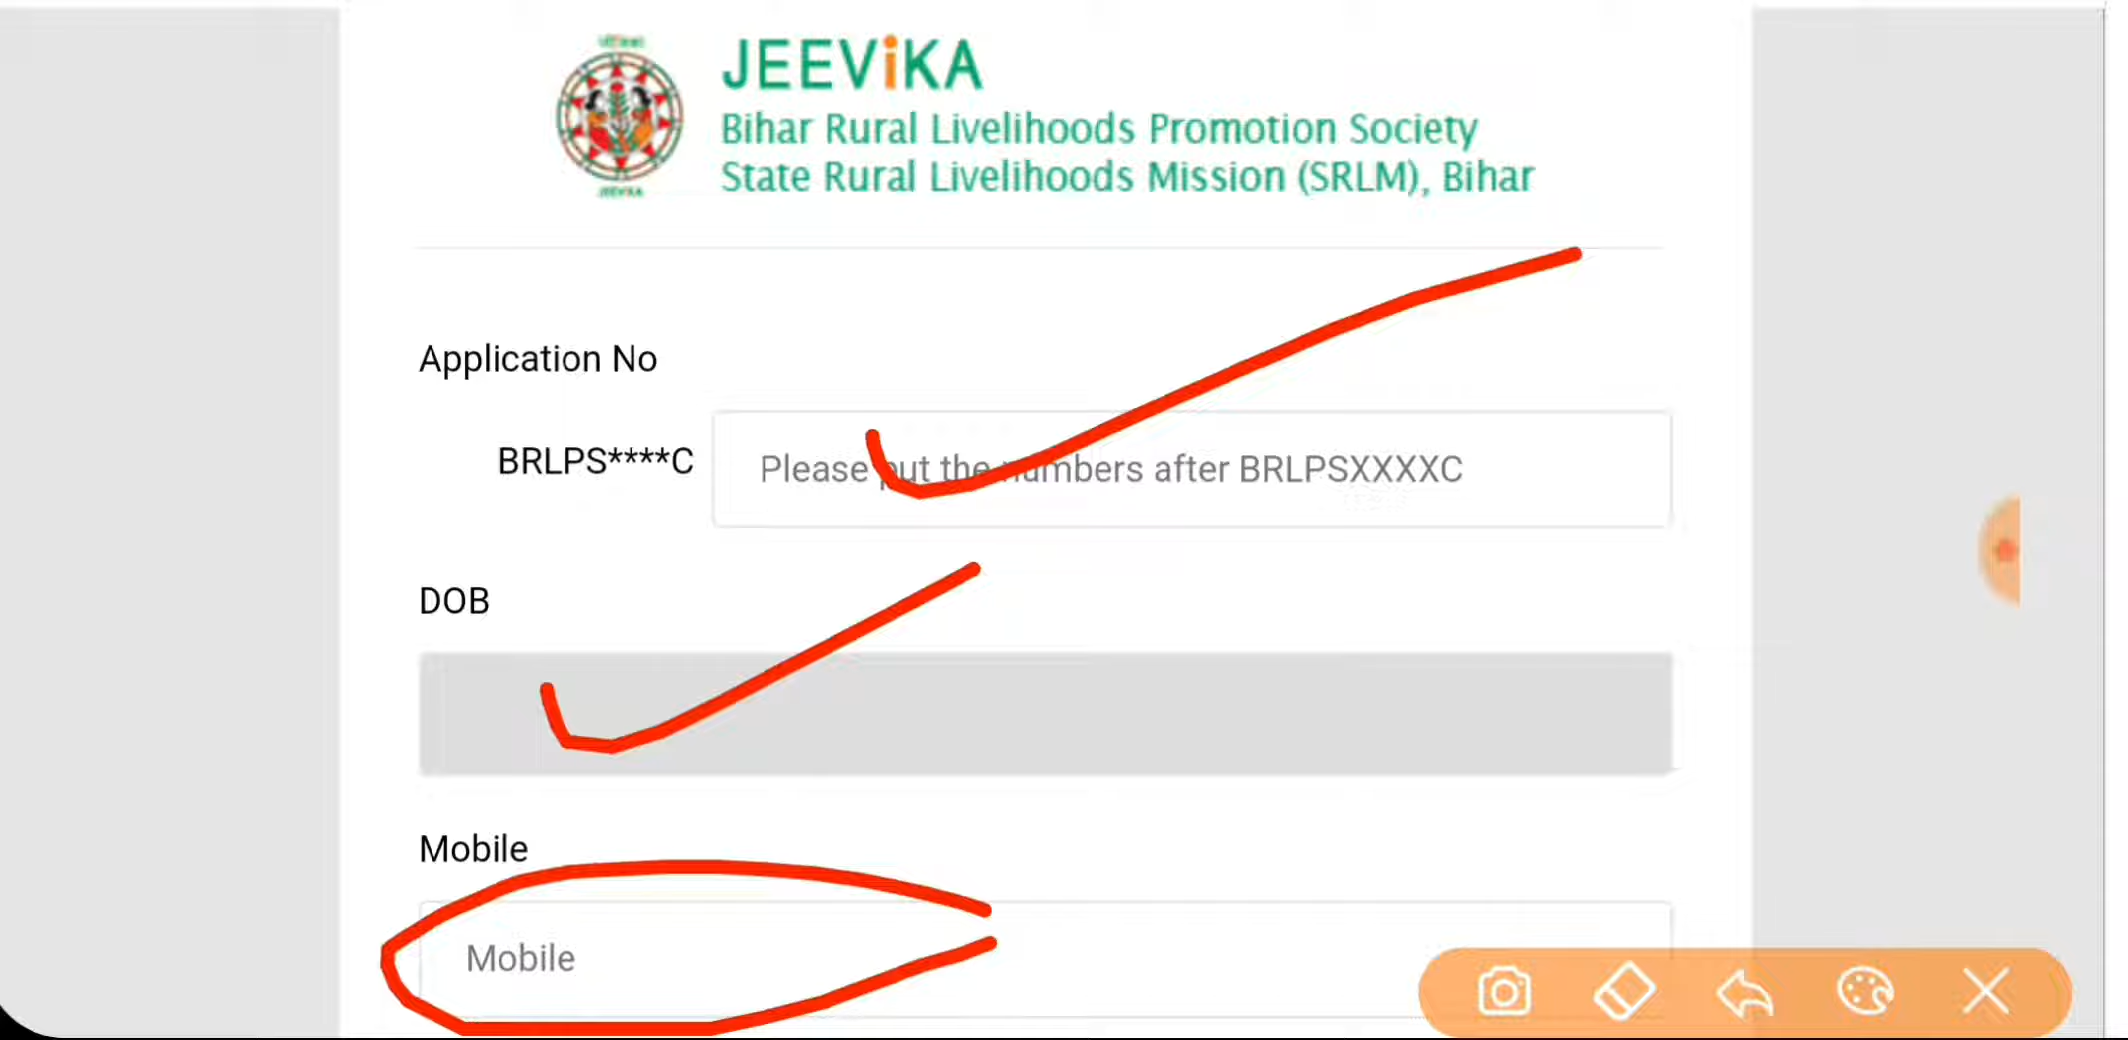 JEEViKA
Bihar Rural Livelihoods Promotion Society
State Rural Livelihoods Mission (SRLM), Bihar
JEEViKA
Application No
BRLPS****C
Please put the numbers after BRLPSXXXXC
DOB
Mobile
Mobile